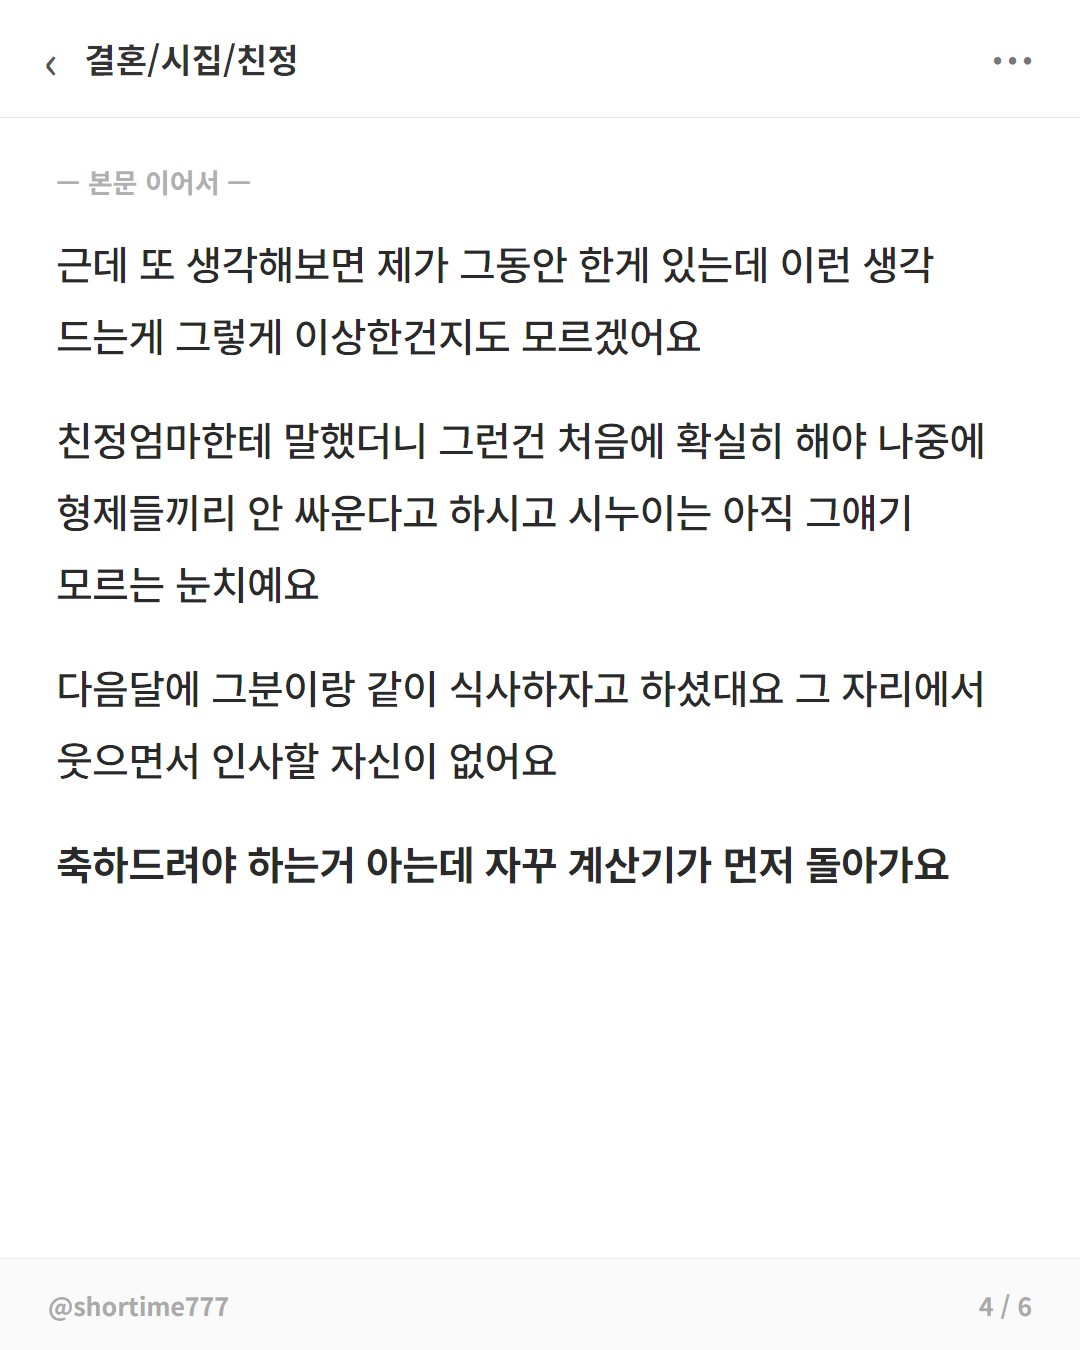 ‹ 결혼/시집/친정 •••
— 본문 이어서 —
근데 또 생각해보면 제가 그동안 한게 있는데 이런 생각
드는게 그렇게 이상한건지도 모르겠어요
친정엄마한테 말했더니 그런건 처음에 확실히 해야 나중에
형제들끼리 안 싸운다고 하시고 시누이는 아직 그얘기
모르는 눈치예요
다음달에 그분이랑 같이 식사하자고 하셨대요 그 자리에서
웃으면서 인사할 자신이 없어요
축하드려야 하는거 아는데 자꾸 계산기가 먼저 돌아가요
@shortime777
4 / 6